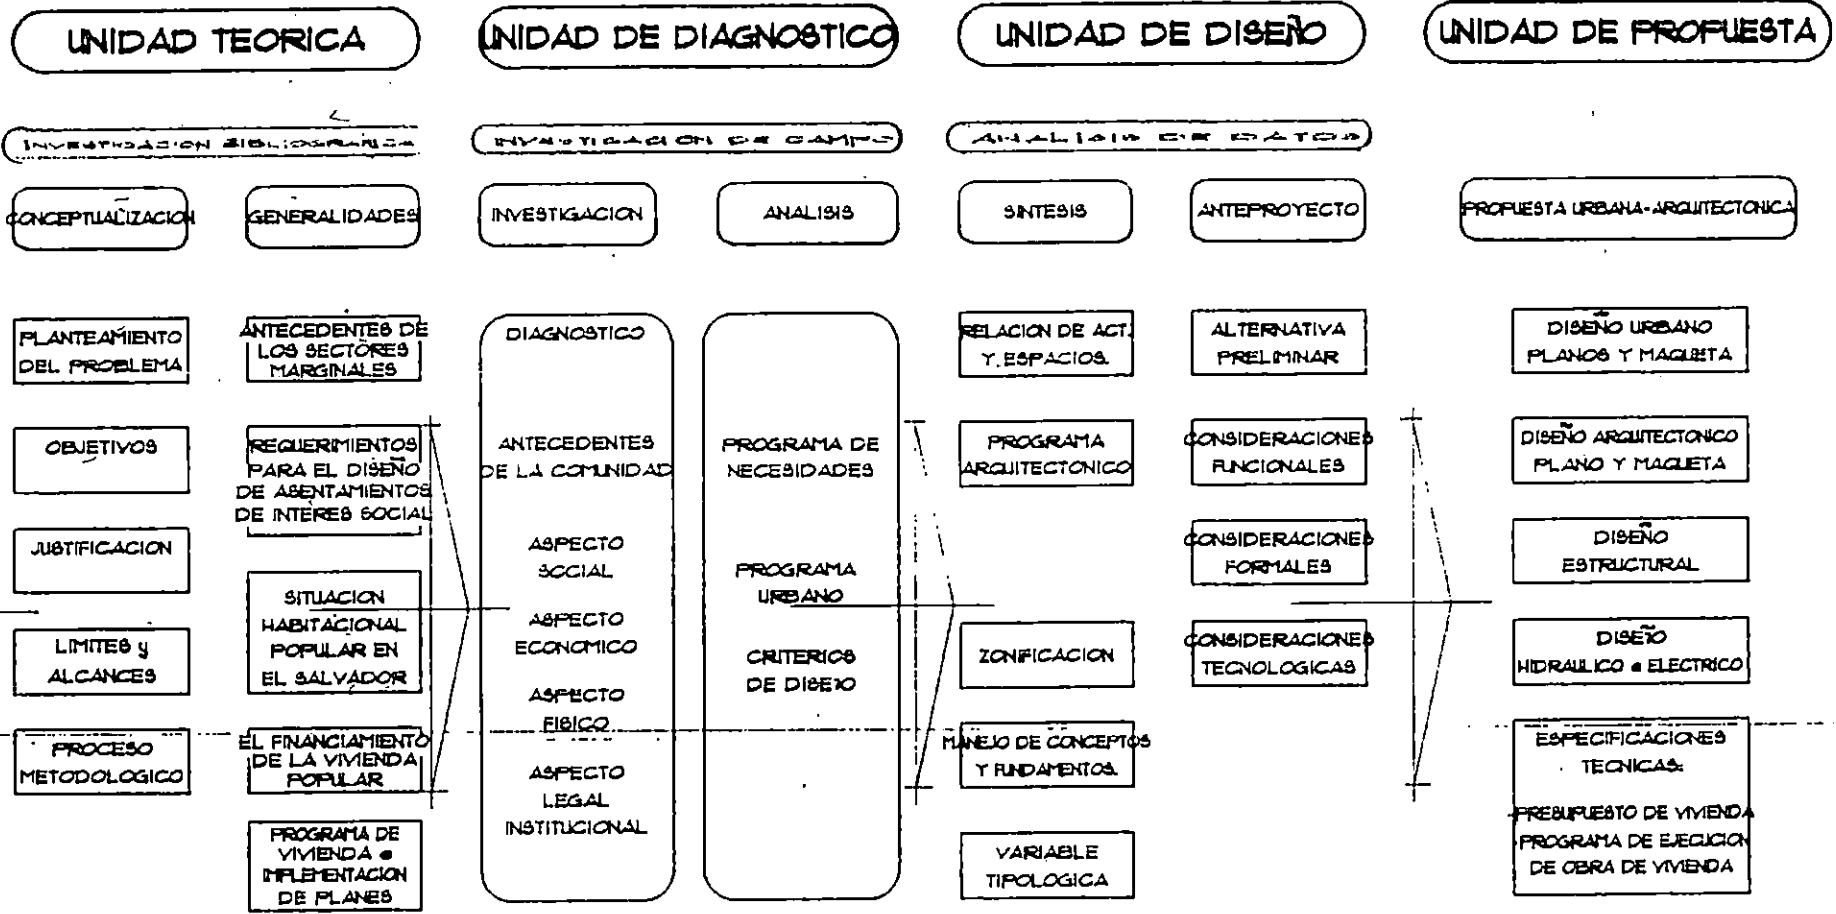 UNIDAD TEORICA
UNIDAD DE DIAGNOSTICO
UNIDAD DE DISEÑO
UNIDAD DE PROPUESTA
INVESTIGACION BIBLIOGRAFICA
INVESTIGACION DE CAMPO
ANALISIS DE DATOS
CONCEPTUALIZACION
GENERALIDADES
INVESTIGACION
ANALISIS
SINTESIS
ANTEPROYECTO
PROPUESTA URBANA-ARQUITECTONICA
PLANTEAMIENTO
DEL PROBLEMA
OBJETIVOS
JUSTIFICACION
LIMITES y
ALCANCES
PROCESO
METODOLOGICO
ANTECEDENTES DE
LOS SECTORES
MARGINALES
REQUERIMIENTOS
PARA EL DISEÑO
DE ASENTAMIENTOS
DE INTERES SOCIAL
SITUACION
HABITACIONAL
POPULAR EN
EL SALVADOR
EL FINANCIAMIENTO
DE LA VIVIENDA
POPULAR
PROGRAMA DE
VIVIENDA e
IMPLEMENTACION
DE PLANES
DIAGNOSTICO
ANTECEDENTES
DE LA COMUNIDAD
ASPECTO
SOCIAL
ASPECTO
ECONOMICO
ASPECTO
FISICO
ASPECTO
LEGAL
INSTITUCIONAL
PROGRAMA DE
NECESIDADES
PROGRAMA
URBANO
CRITERIOS
DE DISEÑO
RELACION DE ACT.
Y. ESPACIOS.
PROGRAMA
ARQUITECTONICO
ZONIFICACION
MANEJO DE CONCEPTOS
Y FUNDAMENTOS.
VARIABLE
TIPOLOGICA
ALTERNATIVA
PRELIMINAR
CONSIDERACIONES
FUNCIONALES
CONSIDERACIONES
FORMALES
CONSIDERACIONES
TECNOLOGICAS
DISEÑO URBANO
PLANOS Y MAQUETA
DISEÑO ARQUITECTONICO
PLANO Y MAQUETA
DISEÑO
ESTRUCTURAL
DISEÑO
HIDRAULICO e ELECTRICO
ESPECIFICACIONES
TECNICAS.
PRESUPUESTO DE VIVIENDA
PROGRAMA DE EJECUCION
DE OBRA DE VIVIENDA